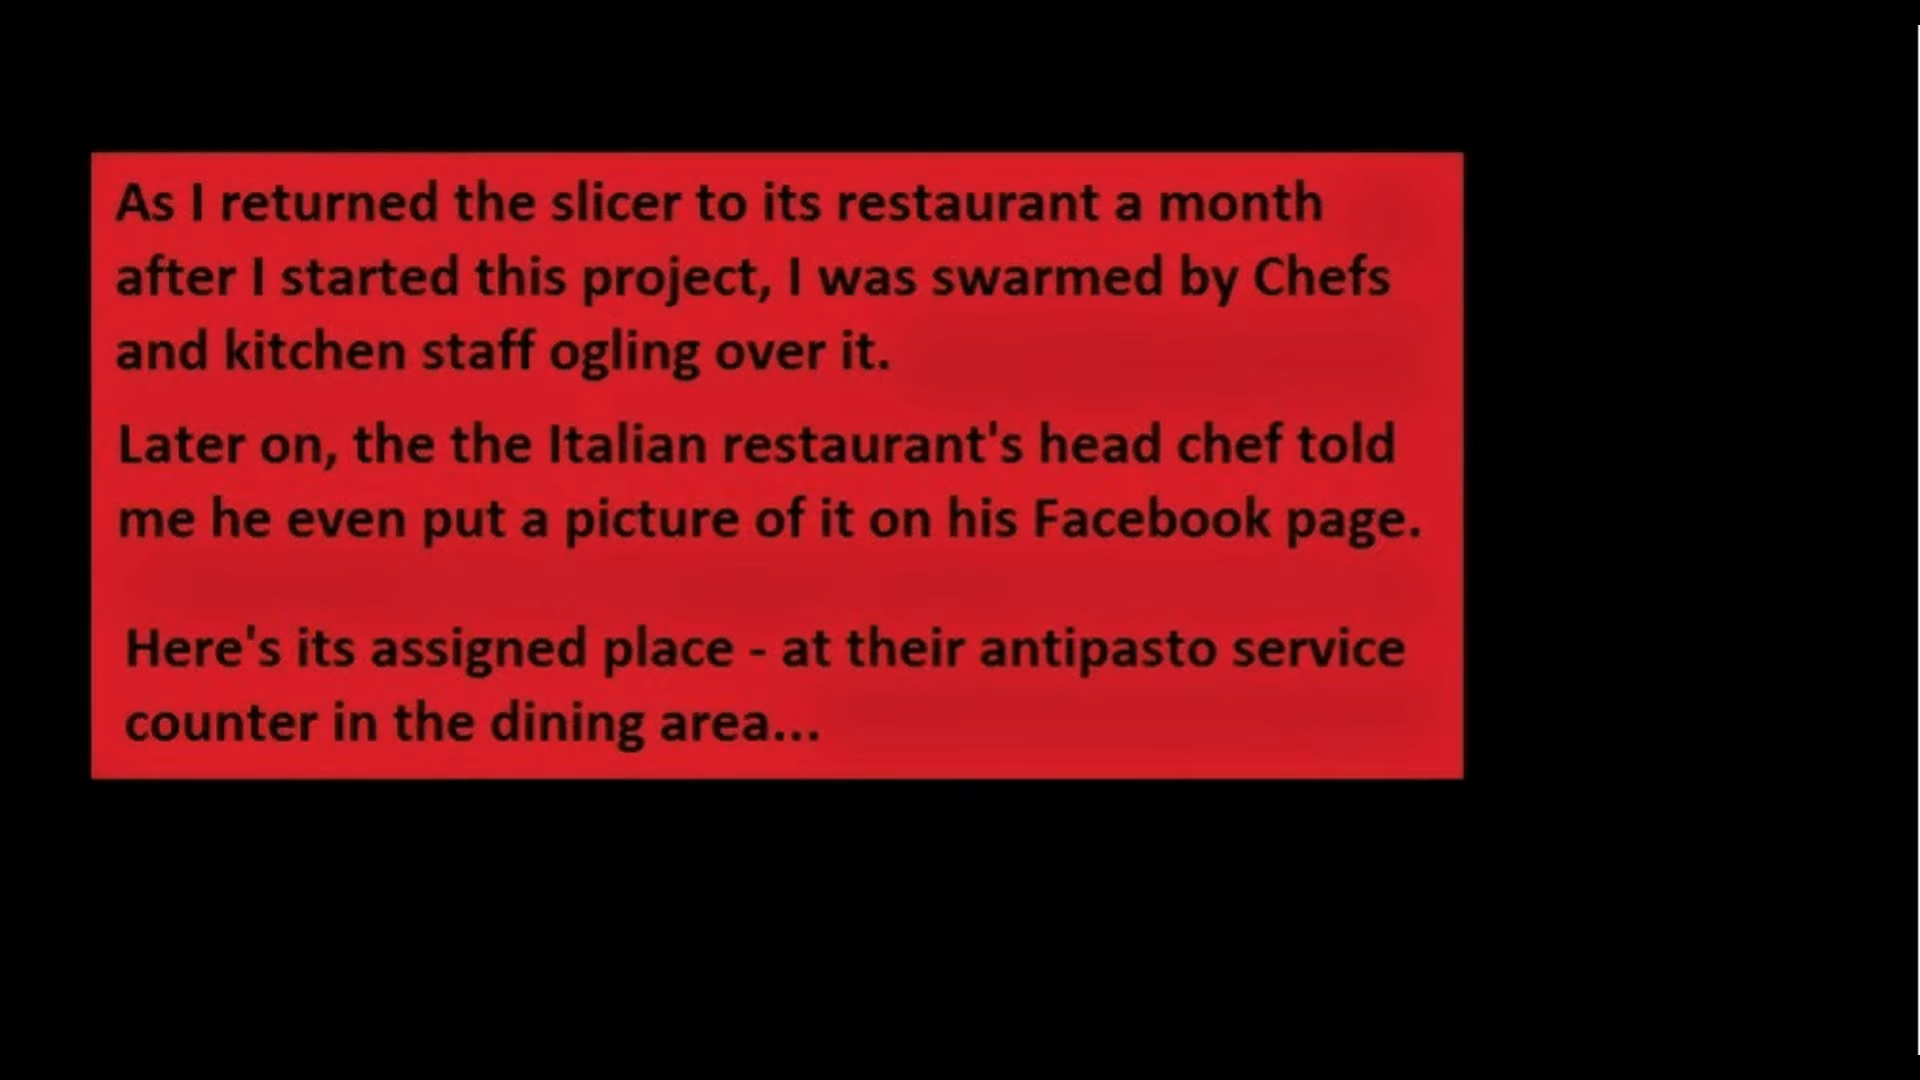 As I returned the slicer to its restaurant a month
after I started this project, I was swarmed by Chefs
and kitchen staff ogling over it.
Later on, the the Italian restaurant's head chef told
me he even put a picture of it on his Facebook page.
Here's its assigned place - at their antipasto service
counter in the dining area...